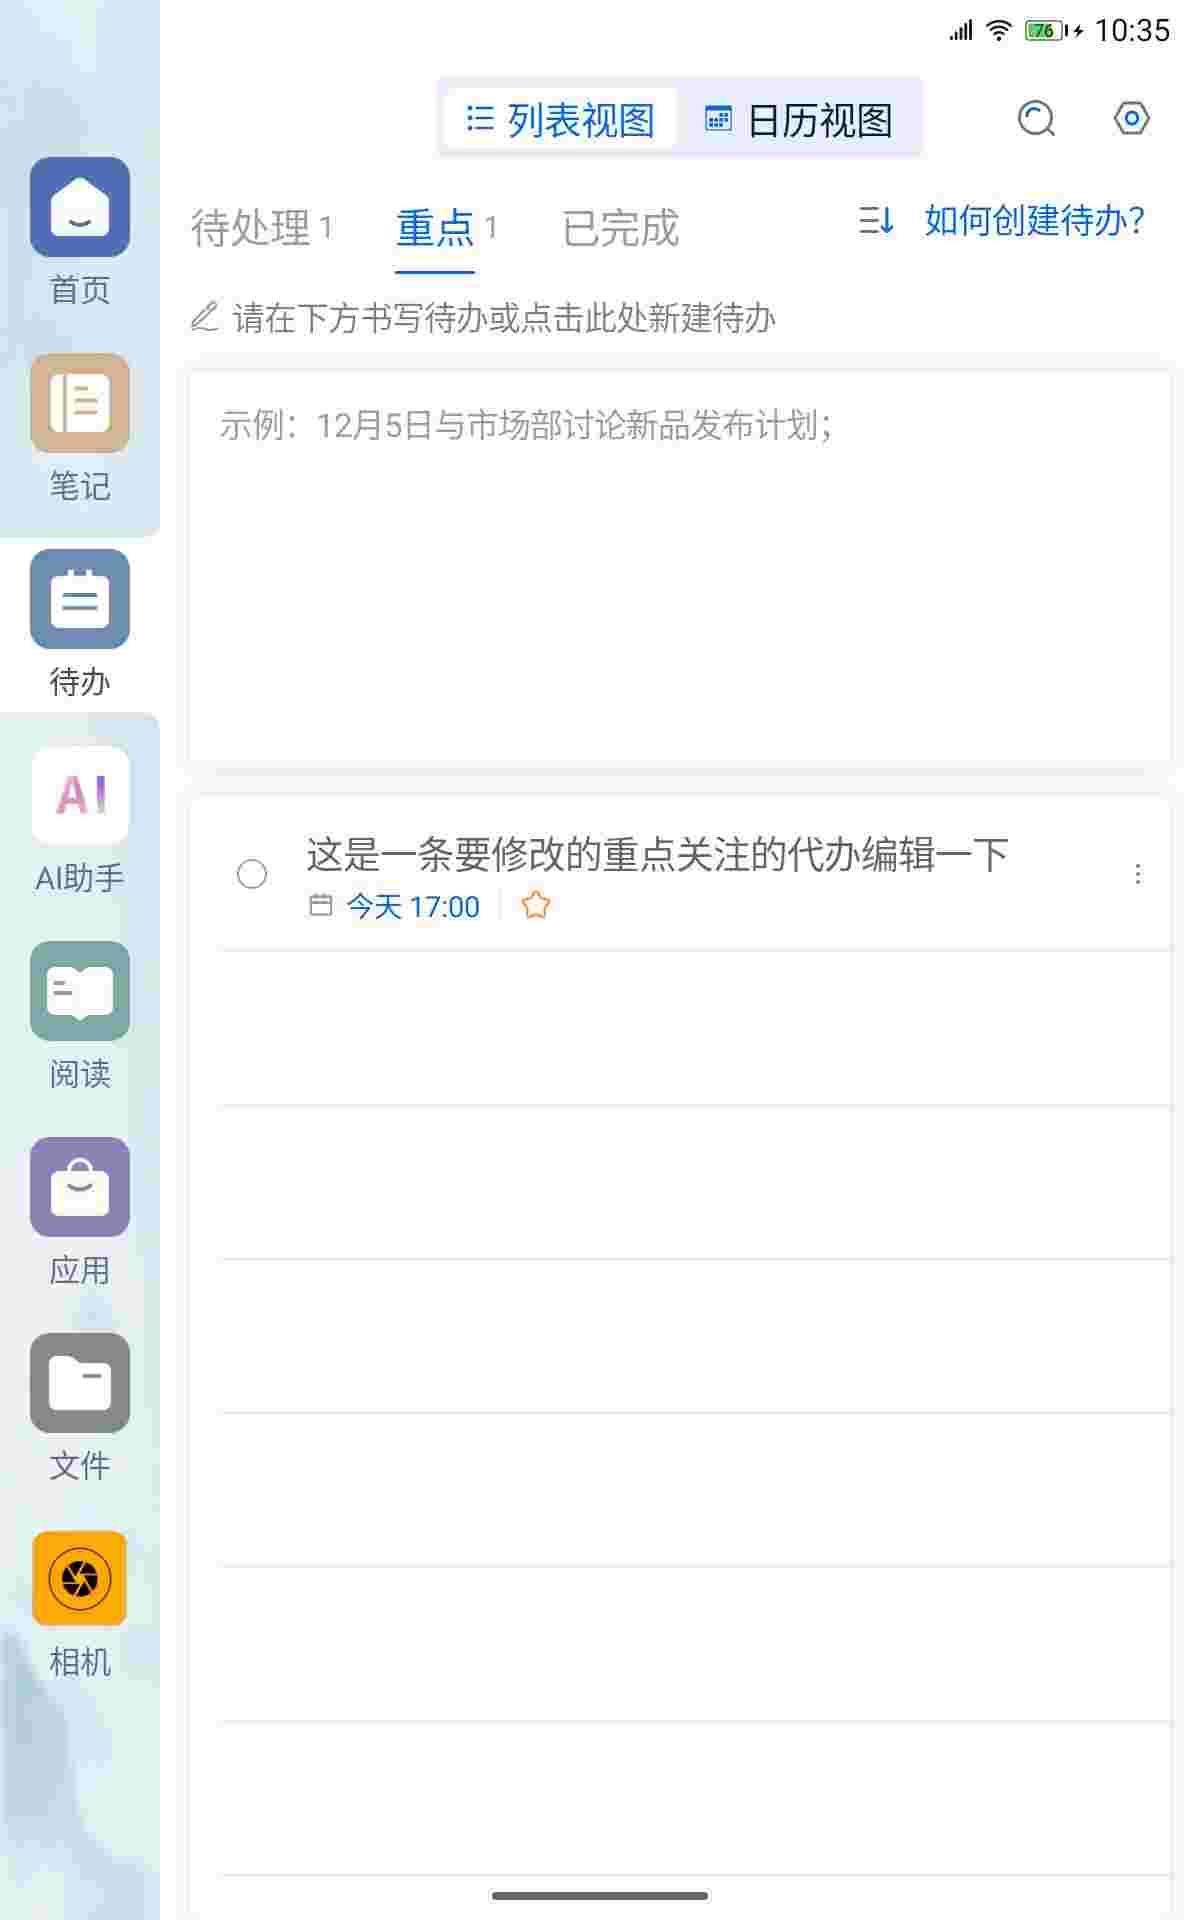 76 10:35
列表视图 日历视图
待处理 1 重点 1 已完成 如何创建待办?
请在下方书写待办或点击此处新建待办
示例：12月5日与市场部讨论新品发布计划；
这是一条要修改的重点关注的代办编辑一下
今天 17:00
首页
笔记
待办
AI
AI助手
阅读
应用
文件
相机